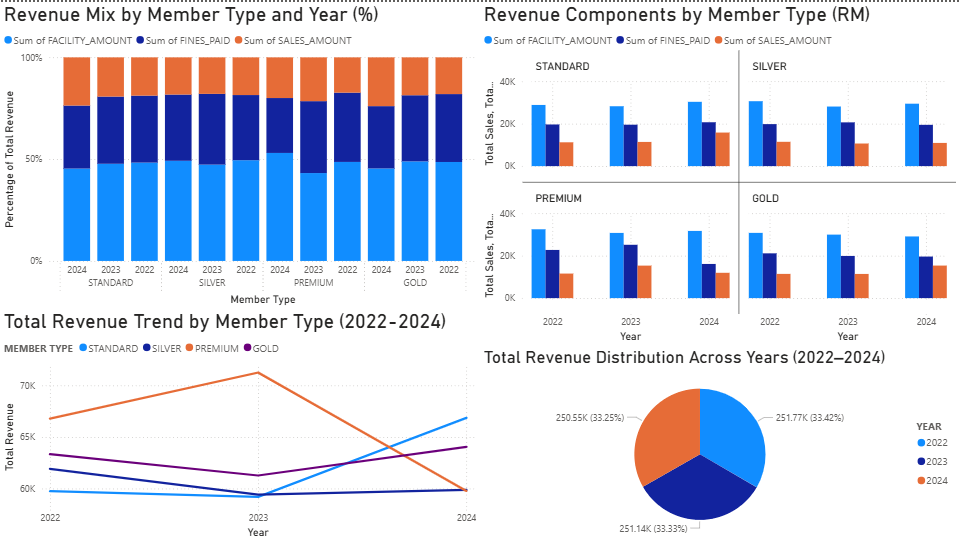 Revenue Mix by Member Type and Year (%)
Sum of FACILITY_AMOUNT Sum of FINES_PAID Sum of SALES_AMOUNT
Percentage of Total Revenue
100%
50%
0%
2024 2023 2022 2024 2023 2022 2024 2023 2022 2024 2023 2022
STANDARD SILVER PREMIUM GOLD
Member Type
Revenue Components by Member Type (RM)
Sum of FACILITY_AMOUNT Sum of FINES_PAID Sum of SALES_AMOUNT
STANDARD SILVER
Total Sales, Tota...
40K
20K
0K
PREMIUM GOLD
Total Sales, Tota...
40K
20K
0K
2022 2023 2024 2022 2023 2024
Year Year
Total Revenue Trend by Member Type (2022-2024)
MEMBER TYPE STANDARD SILVER PREMIUM GOLD
Total Revenue
70K
65K
60K
2022 2023 2024
Year
Total Revenue Distribution Across Years (2022–2024)
250.55K (33.25%)
251.77K (33.42%)
251.14K (33.33%)
YEAR
2022
2023
2024